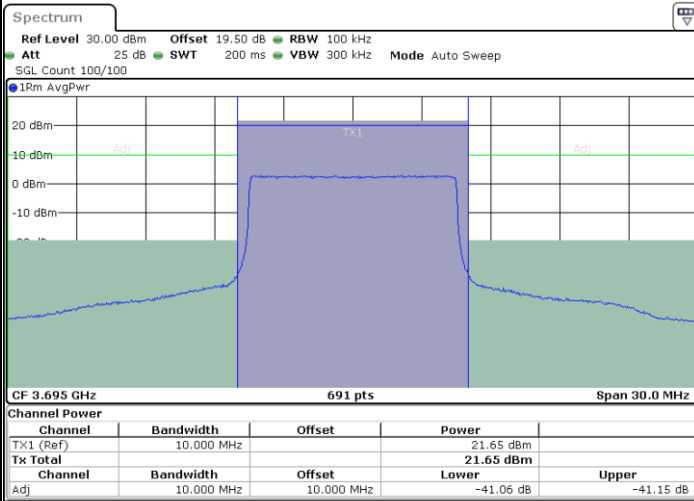 Spectrum
Ref Level 30.00 dBm Offset 19.50 dB RBW 100 kHz
Att 25 dB SWT 200 ms VBW 300 kHz Mode Auto Sweep
SGL Count 100/100
1Rm AvgPwr
20 dBm
TX1
Adj Adj
10 dBm
0 dBm
-10 dBm
CF 3.695 GHz 691 pts Span 30.0 MHz
Channel Power
Channel Bandwidth Offset Power
TX1 (Ref) 10.000 MHz 21.65 dBm
Tx Total 21.65 dBm
Channel Bandwidth Offset Lower Upper
Adj 10.000 MHz 10.000 MHz -41.06 dB -41.15 dB